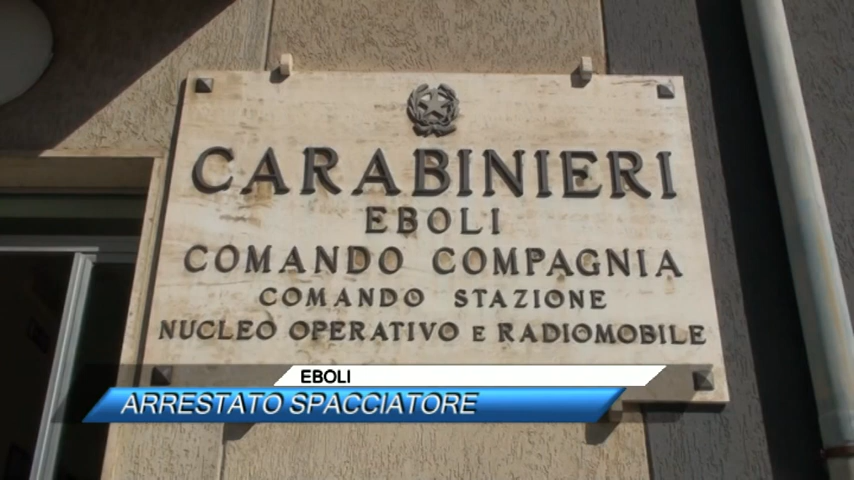 CARABINIERI
EBOLI
COMANDO COMPAGNIA
COMANDO STAZIONE
NUCLEO OPERATIVO E RADIOMOBILE
EBOLI
ARRESTATO SPACCIATORE